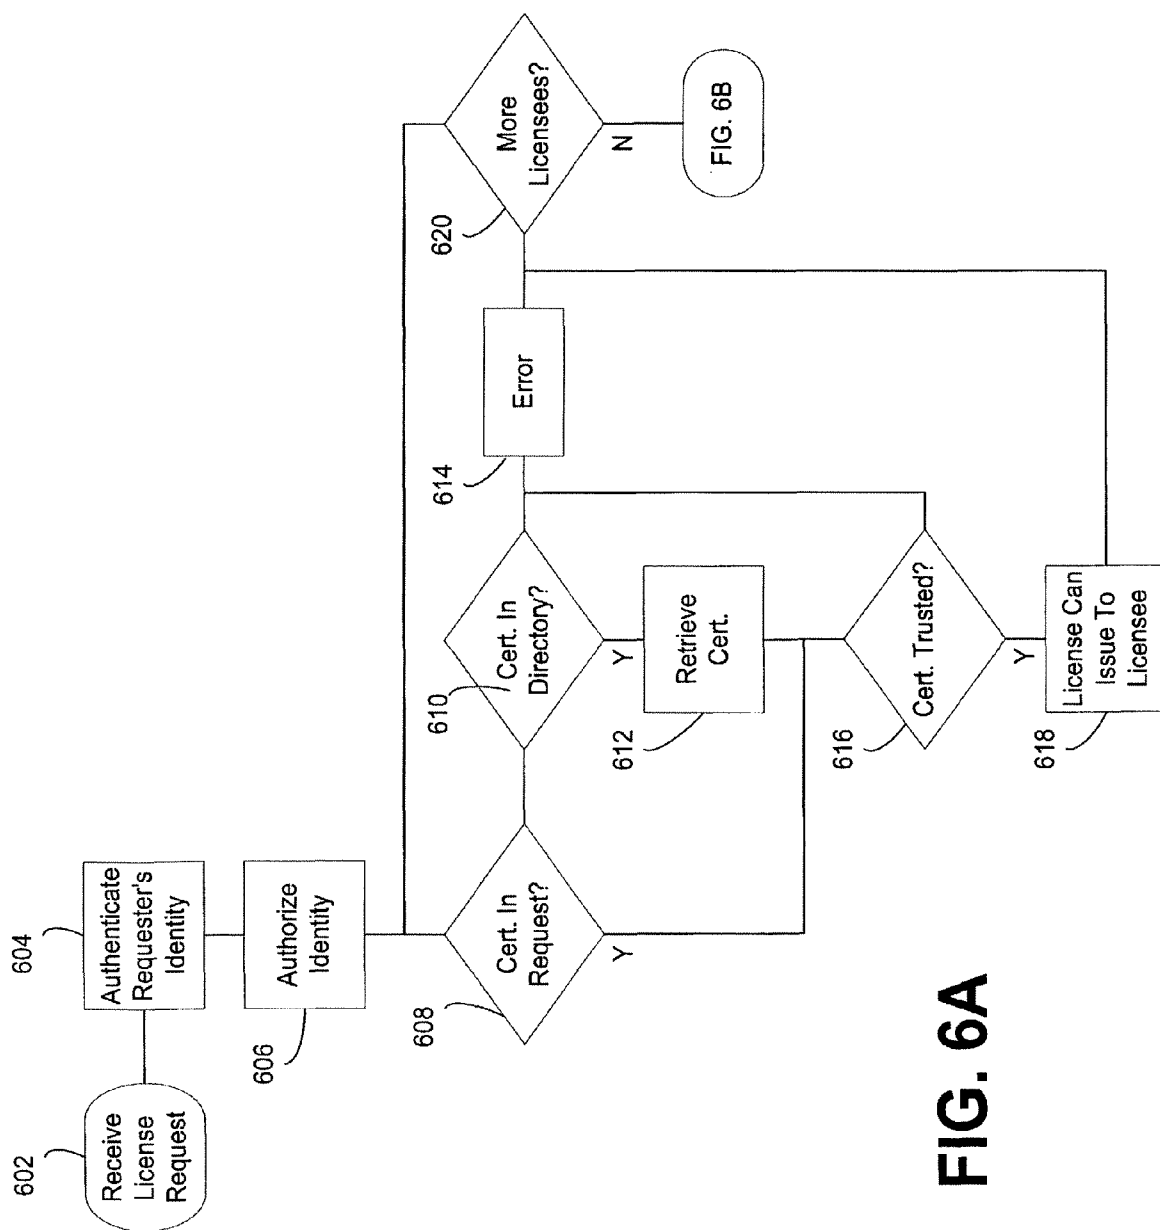 602
Receive
License
Request
604
Authenticate
Requester's
Identity
606
Authorize
Identity
608
Cert. In
Request?
Y
610
Cert. In
Directory?
Y
612
Retrieve
Cert.
614
Error
616
Cert. Trusted?
Y
618
License Can
Issue To
Licensee
620
More
Licensees?
N
FIG. 6B
FIG. 6A